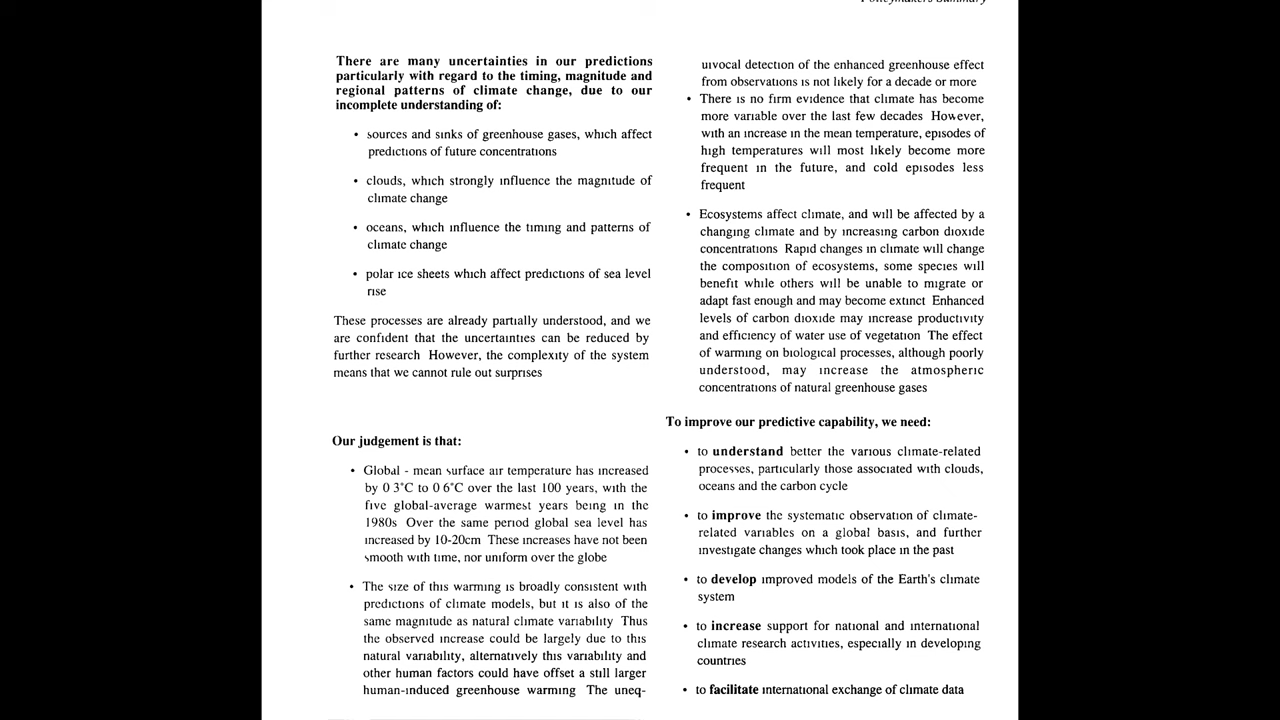 Policymakers Summary
There are many uncertainties in our predictions
particularly with regard to the timing, magnitude and
regional patterns of climate change, due to our
incomplete understanding of:
• sources and sinks of greenhouse gases, which affect
predictions of future concentrations
• clouds, which strongly influence the magnitude of
climate change
• oceans, which influence the timing and patterns of
climate change
• polar ice sheets which affect predictions of sea level
rise
These processes are already partially understood, and we
are confident that the uncertainties can be reduced by
further research However, the complexity of the system
means that we cannot rule out surprises
Our judgement is that:
• Global - mean surface air temperature has increased
by 0 3°C to 0 6°C over the last 100 years, with the
five global-average warmest years being in the
1980s Over the same period global sea level has
increased by 10-20cm These increases have not been
smooth with time, nor uniform over the globe
• The size of this warming is broadly consistent with
predictions of climate models, but it is also of the
same magnitude as natural climate variability Thus
the observed increase could be largely due to this
natural variability, alternatively this variability and
other human factors could have offset a still larger
human-induced greenhouse warming The uneq-
uivocal detection of the enhanced greenhouse effect
from observations is not likely for a decade or more
• There is no firm evidence that climate has become
more variable over the last few decades However,
with an increase in the mean temperature, episodes of
high temperatures will most likely become more
frequent in the future, and cold episodes less
frequent
• Ecosystems affect climate, and will be affected by a
changing climate and by increasing carbon dioxide
concentrations Rapid changes in climate will change
the composition of ecosystems, some species will
benefit while others will be unable to migrate or
adapt fast enough and may become extinct Enhanced
levels of carbon dioxide may increase productivity
and efficiency of water use of vegetation The effect
of warming on biological processes, although poorly
understood, may increase the atmospheric
concentrations of natural greenhouse gases
To improve our predictive capability, we need:
• to understand better the various climate-related
processes, particularly those associated with clouds,
oceans and the carbon cycle
• to improve the systematic observation of climate-
related variables on a global basis, and further
investigate changes which took place in the past
• to develop improved models of the Earth's climate
system
• to increase support for national and international
climate research activities, especially in developing
countries
• to facilitate international exchange of climate data